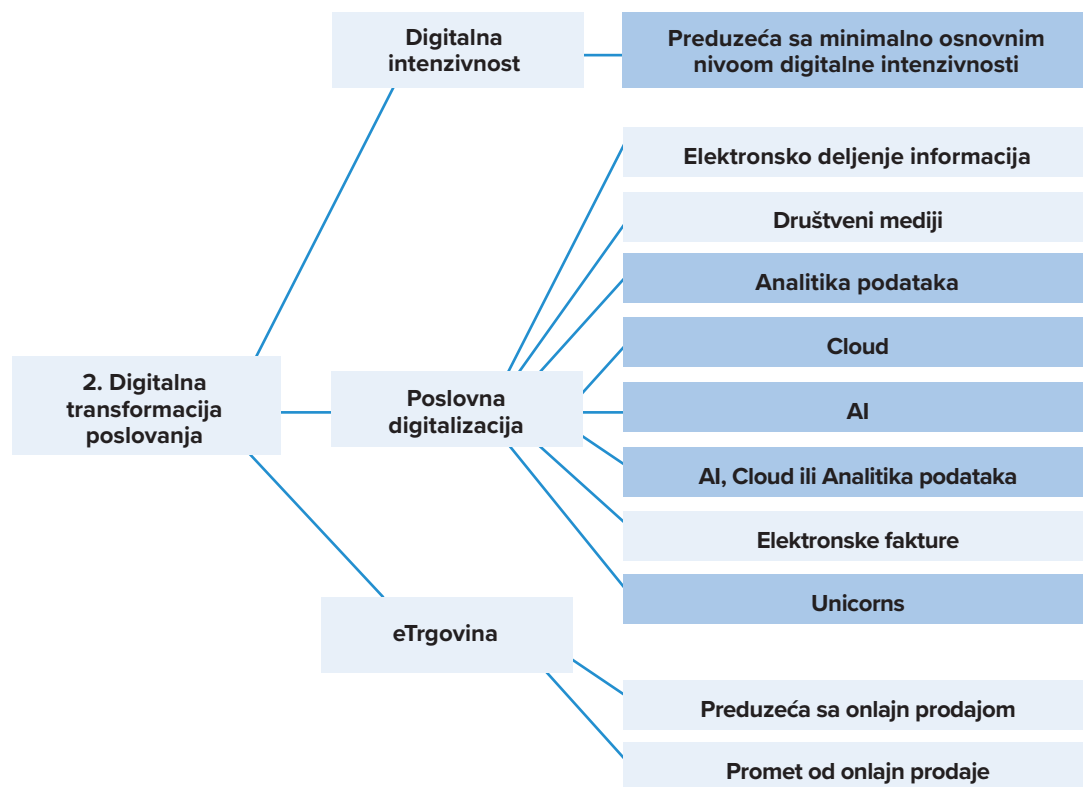 Digitalna
intenzivnost
Preduzeća sa minimalno osnovnim
nivoom digitalne intenzivnosti
Elektronsko deljenje informacija
Društveni mediji
Analitika podataka
Cloud
2. Digitalna
transformacija
poslovanja
Poslovna
digitalizacija
AI
AI, Cloud ili Analitika podataka
Elektronske fakture
Unicorns
eTrgovina
Preduzeća sa onlajn prodajom
Promet od onlajn prodaje